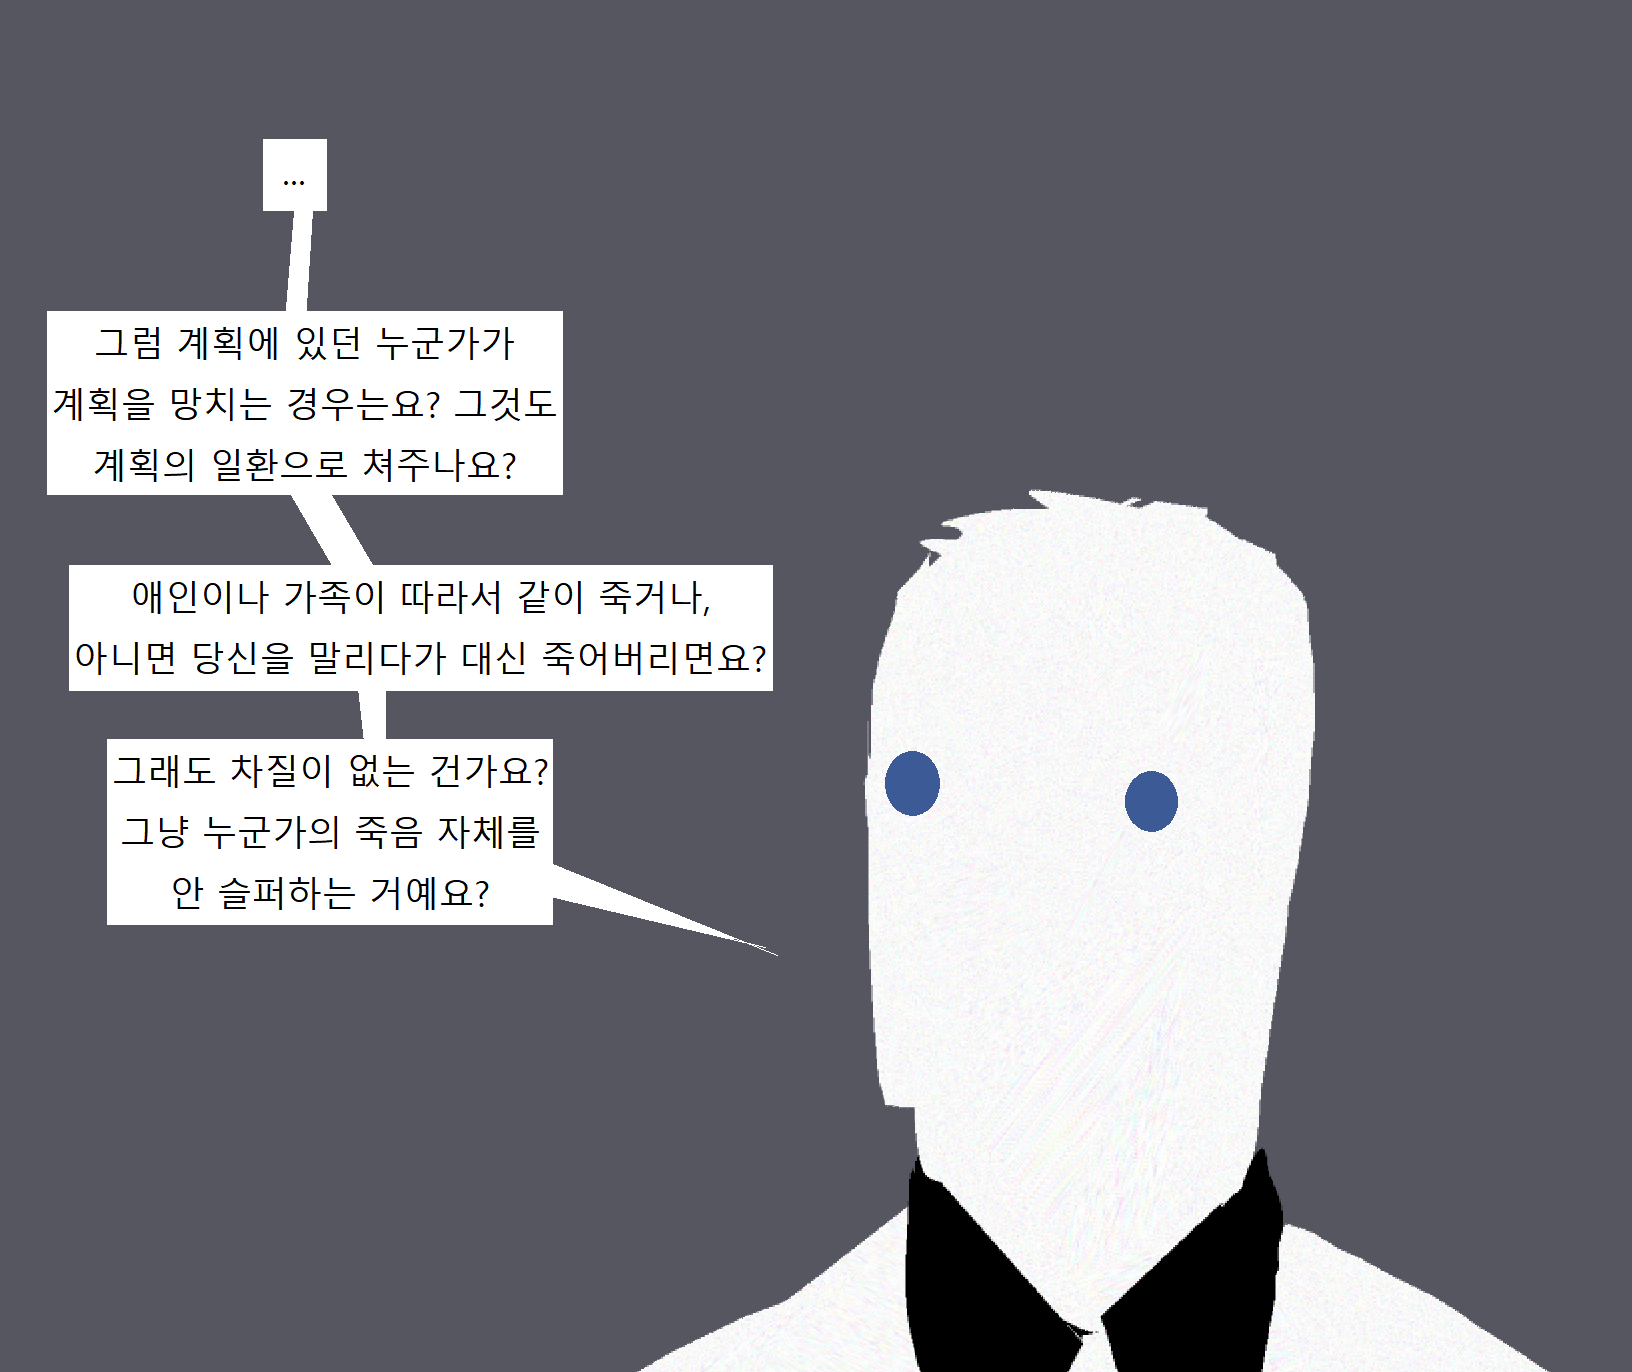 ...
그럼 계획에 있던 누군가가
계획을 망치는 경우는요? 그것도
계획의 일환으로 쳐주나요?
애인이나 가족이 따라서 같이 죽거나,
아니면 당신을 말리다가 대신 죽어버리면요?
그래도 차질이 없는 건가요?
그냥 누군가의 죽음 자체를
안 슬퍼하는 거예요?